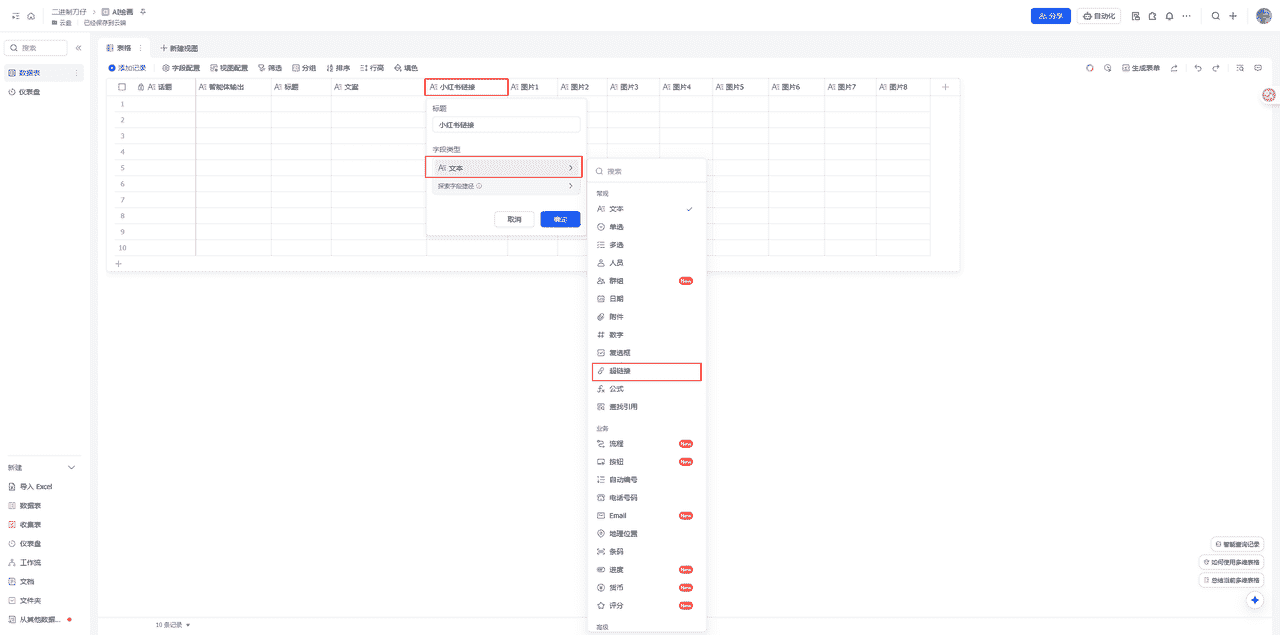 二进制刀仔 > AI绘画
云盘 已经保存到云端
分享
自动化
搜索
数据表
仪表盘
表格
新建视图
添加记录 字段配置 视图配置 筛选 分组 排序 行高 填色
生成表单
话题 智能体输出 标题 文案 小红书链接 图片1 图片2 图片3 图片4 图片5 图片6 图片7 图片8
1
2
3
4
5
6
7
8
9
10
标题
小红书链接
字段类型
文本
探索字段捷径
取消 确定
搜索
常规
文本
单选
多选
人员
群组 New
日期
附件
数字
复选框
超链接
公式
查找引用
业务
流程 New
按钮 New
自动编号
电话号码
Email New
地理位置
条码
进度 New
货币 New
评分 New
高级
新建
导入 Excel
数据表
收集表
仪表盘
工作流
文档
文件夹
从其他数据...
10 条记录
智能查询记录
如何使用多维表格
总结当前多维表格